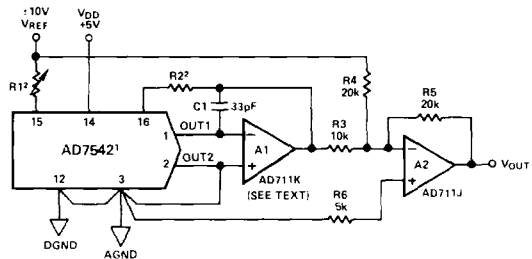 ±10V
VREF
VDD
+5V
R1²
R2²
C1
33pF
R4
20k
R5
20k
15
14
16
1
OUT1
AD7542¹
2
OUT2
A1
R3
10k
A2
VOUT
AD711K
(SEE TEXT)
AD711J
12
3
R6
5k
DGND
AGND